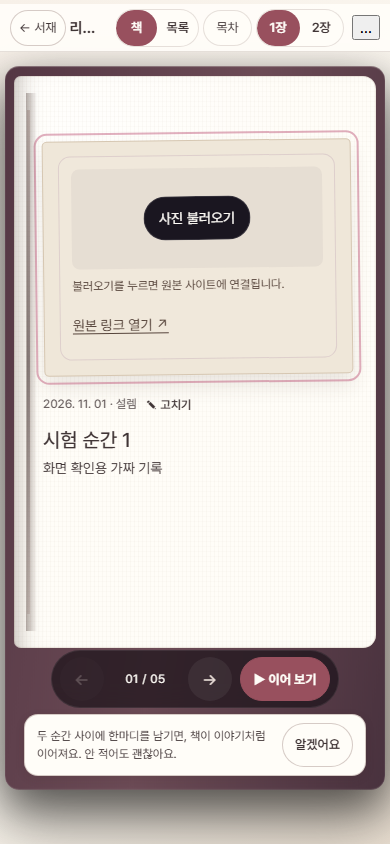 ← 서재 리... 책 목록 목차 1장 2장 ...
사진 불러오기
불러오기를 누르면 원본 사이트에 연결됩니다.
원본 링크 열기 ↗
2026. 11. 01 · 설렘 ✎ 고치기
시험 순간 1
화면 확인용 가짜 기록
← 01 / 05 → ▶ 이어 보기
두 순간 사이에 한마디를 남기면, 책이 이야기처럼
이어져요. 안 적어도 괜찮아요.
알겠어요